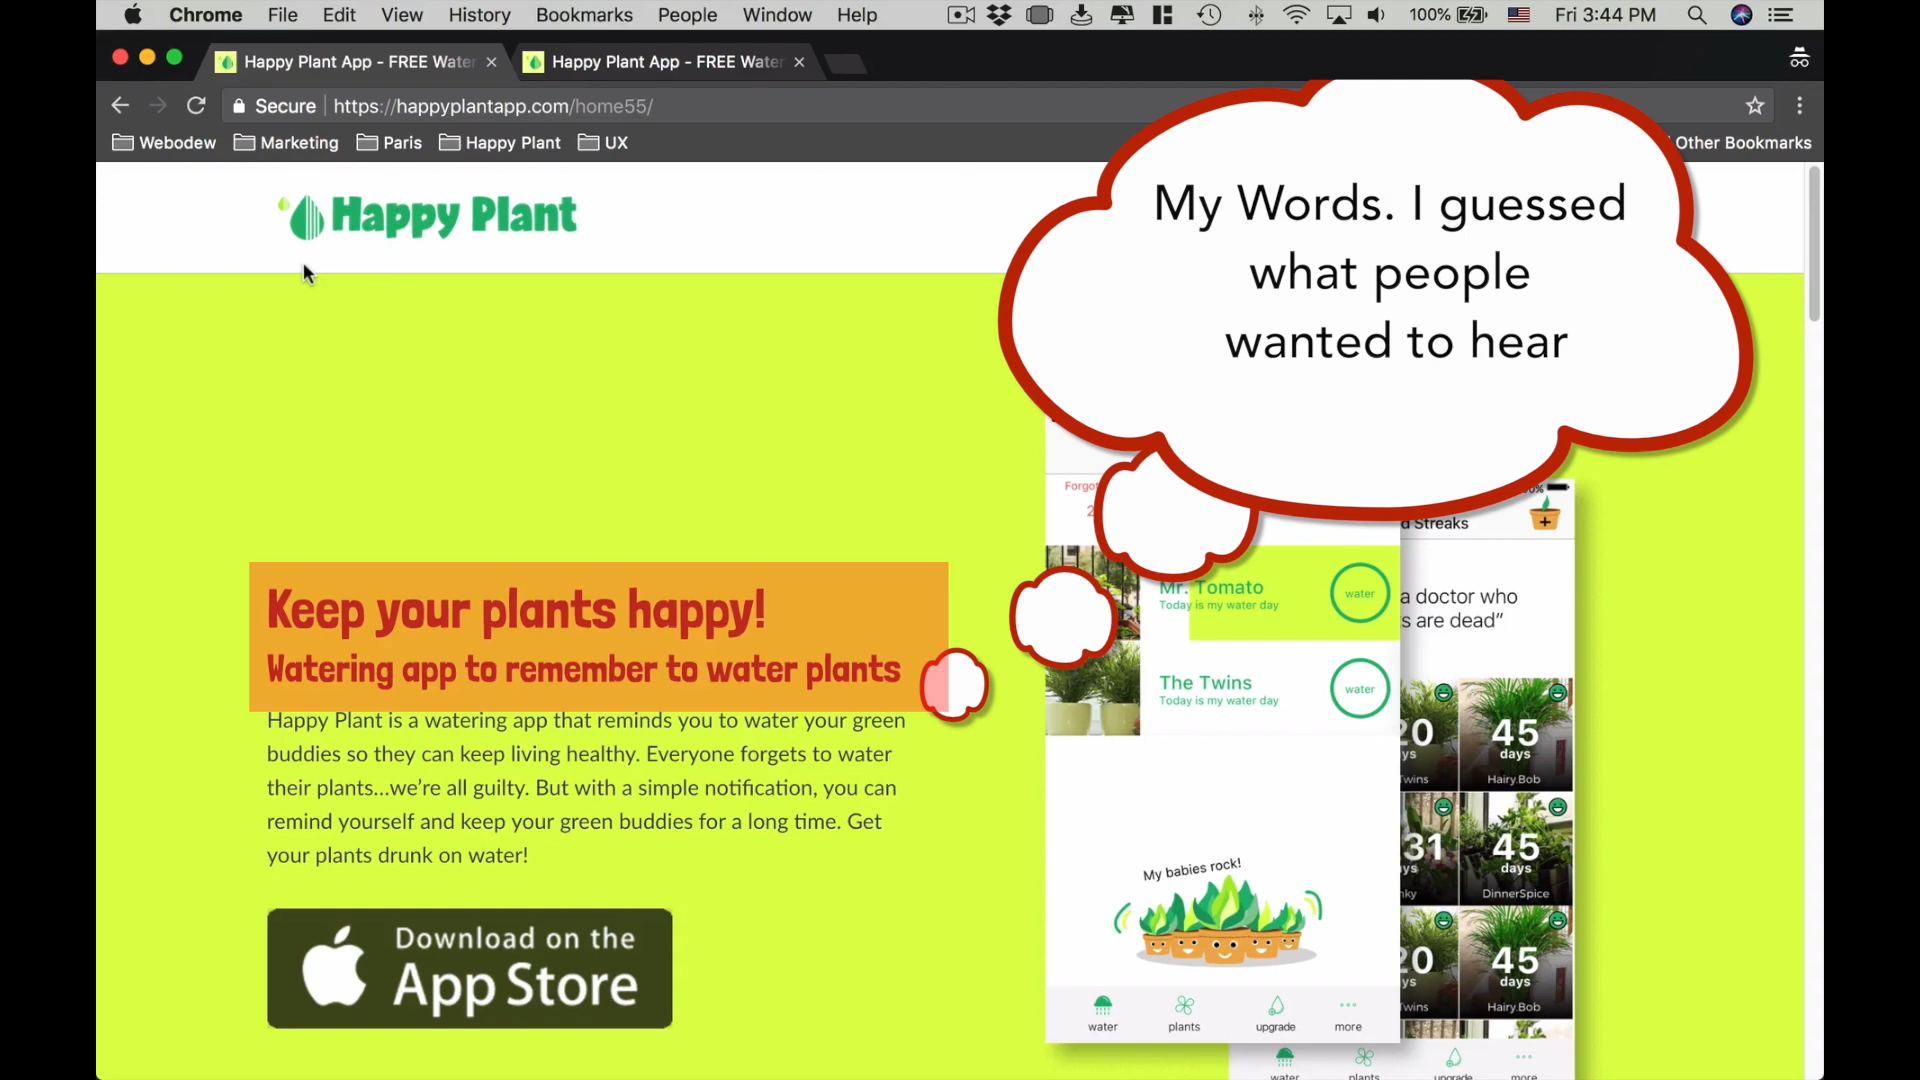 Chrome File Edit View History Bookmarks People Window Help 100% Fri 3:44 PM
Happy Plant App - FREE Water Happy Plant App - FREE Water
Secure https://happyplantapp.com/home55/
Webodew Marketing Paris Happy Plant UX Other Bookmarks
Happy Plant
My Words. I guessed
what people
wanted to hear
Keep your plants happy!
Watering app to remember to water plants
Happy Plant is a watering app that reminds you to water your green
buddies so they can keep living healthy. Everyone forgets to water
their plants...we're all guilty. But with a simple notification, you can
remind yourself and keep your green buddies for a long time. Get
your plants drunk on water!
Download on the
App Store
Mr. Tomato
Today is my water day
water
The Twins
Today is my water day
water
My babies rock!
water plants upgrade more
d Streaks
a doctor who
ts are dead”
20 45
days
Twins Hairy.Bob
31 45
days
nky DinnerSpice
20 45
days
Twins Hairy.Bob
water plants upgrade more